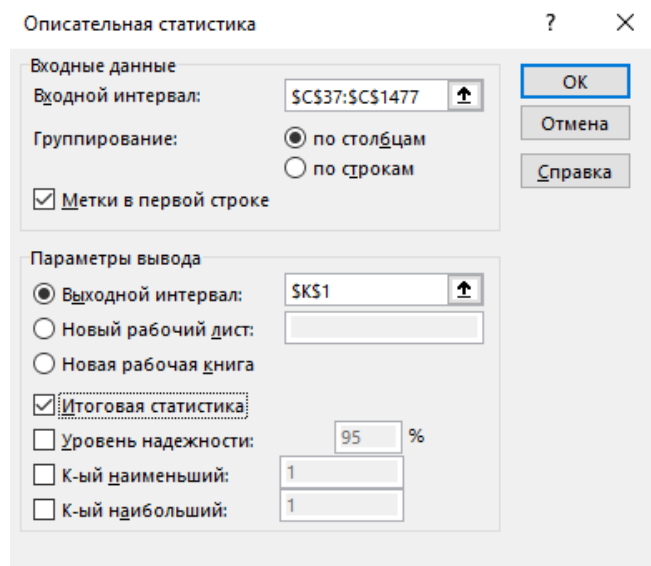 Описательная статистика ? ×
Входные данные
Входной интервал: $C$37:$C$1477
ОК
Группирование: по столбцам
Отмена
по строкам
Справка
Метки в первой строке
Параметры вывода
Выходной интервал: $K$1
Новый рабочий лист:
Новая рабочая книга
Итоговая статистика
Уровень надежности: 95 %
К-ый наименьший: 1
К-ый наибольший: 1